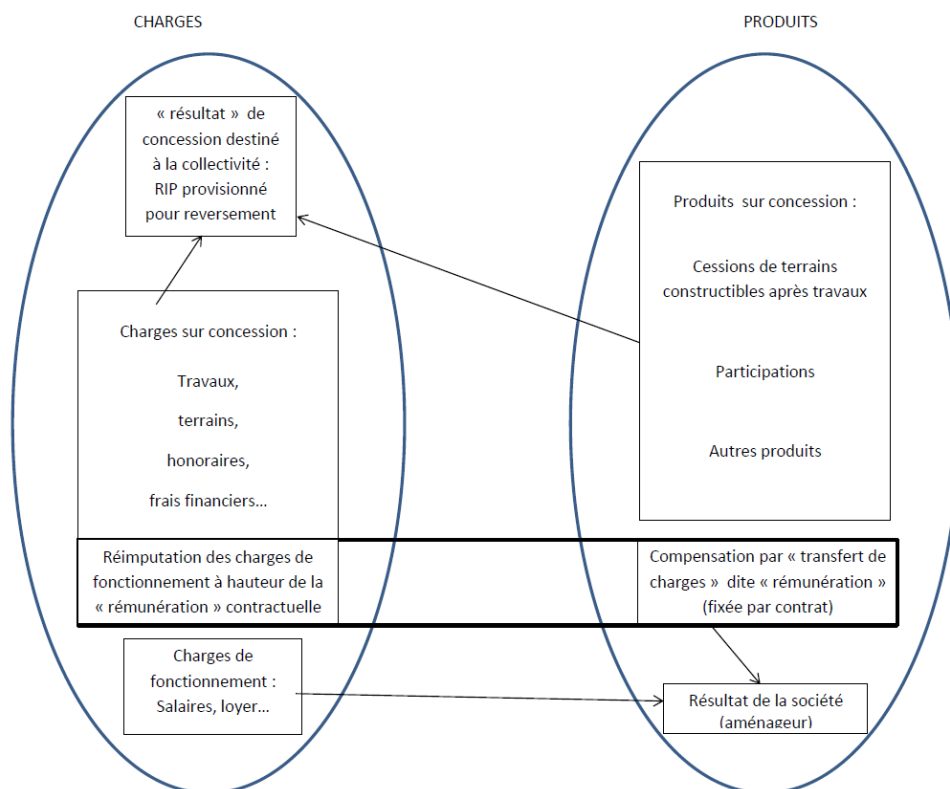 CHARGES
PRODUITS
« résultat » de
concession destiné
à la collectivité :
RIP provisionné
pour reversement
Charges sur concession :
Travaux,
terrains,
honoraires,
frais financiers…
Réimputation des charges de
fonctionnement à hauteur de la
« rémunération » contractuelle
Charges de
fonctionnement :
Salaires, loyer…
Produits sur concession :
Cessions de terrains
constructibles après travaux
Participations
Autres produits
Compensation par « transfert de
charges » dite « rémunération »
(fixée par contrat)
Résultat de la société
(aménageur)